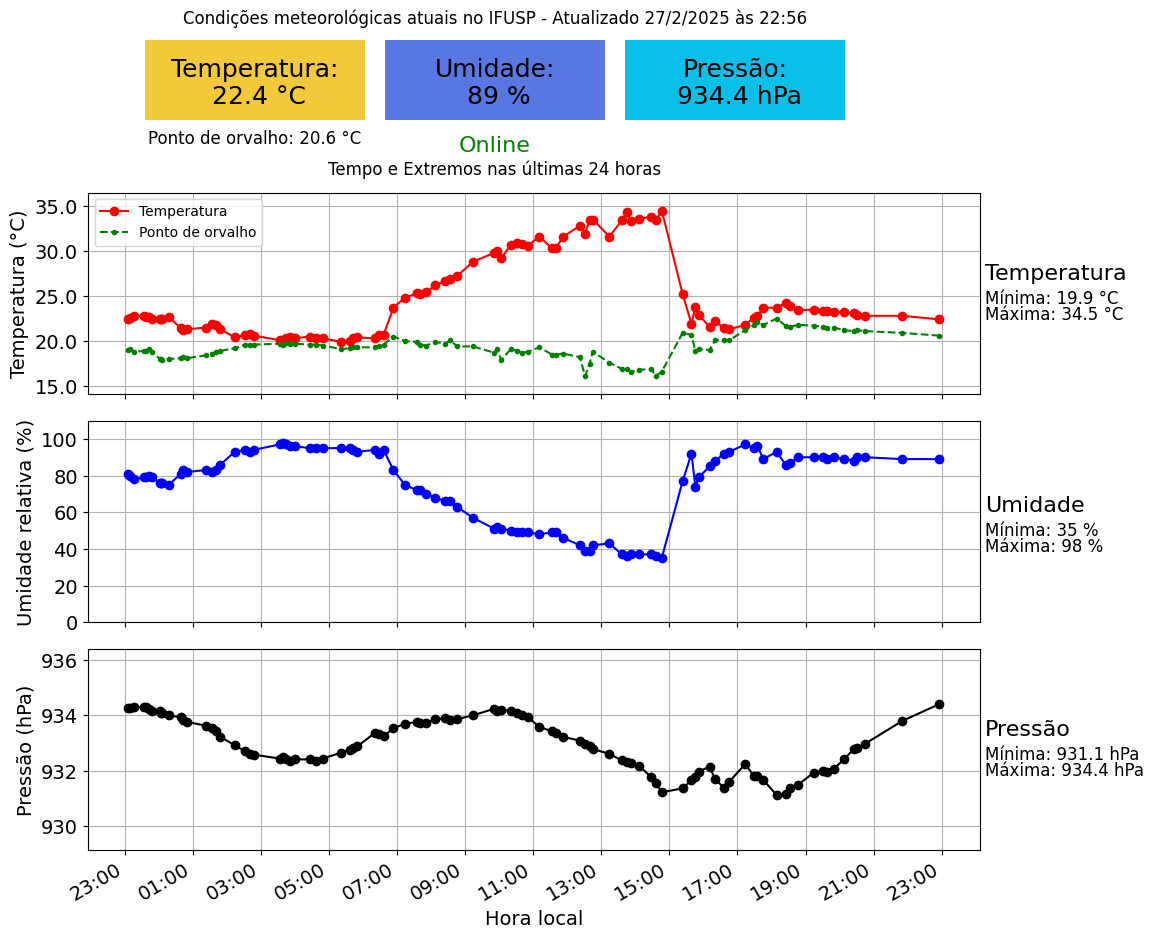 Condições meteorológicas atuais no IFUSP - Atualizado 27/2/2025 às 22:56
Temperatura:
22.4 °C
Umidade:
89 %
Pressão:
934.4 hPa
Ponto de orvalho: 20.6 °C
Online
Tempo e Extremos nas últimas 24 horas
Temperatura (°C)
35.0
30.0
25.0
20.0
15.0
Temperatura
Ponto de orvalho
Temperatura
Mínima: 19.9 °C
Máxima: 34.5 °C
Umidade relativa (%)
100
80
60
40
20
0
Umidade
Mínima: 35 %
Máxima: 98 %
Pressão (hPa)
936
934
932
930
Pressão
Mínima: 931.1 hPa
Máxima: 934.4 hPa
23:00 01:00 03:00 05:00 07:00 09:00 11:00 13:00 15:00 17:00 19:00 21:00 23:00
Hora local